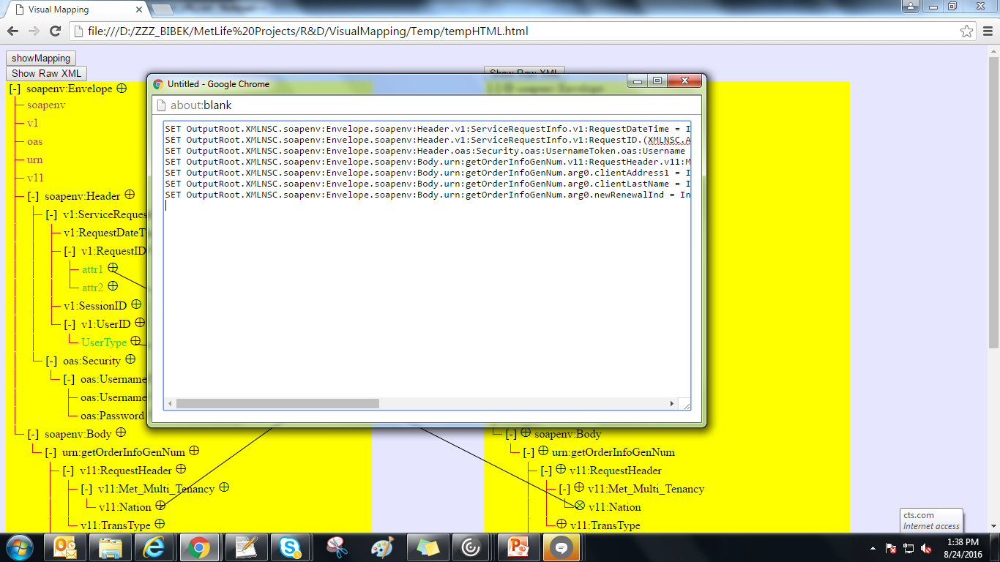 Visual Mapping
file:///D:/ZZZ_BIBEK/MetLife%20Projects/R&D/VisualMapping/Temp/tempHTML.html
showMapping
Show Raw XML
Show Raw XML
[-] soapenv:Envelope
soapenv
v1
oas
urn
v11
[-] soapenv:Header
[-] v1:ServiceReques
v1:RequestDateT
[-] v1:RequestID
attr1
attr2
v1:SessionID
[-] v1:UserID
UserType
[-] oas:Security
[-] oas:Username
oas:Username
oas:Password
[-] soapenv:Body
[-] urn:getOrderInfoGenNum
[-] v11:RequestHeader
[-] v11:Met_Multi_Tenancy
v11:Nation
v11:TransType
Untitled - Google Chrome
about:blank
SET OutputRoot.XMLNSC.soapenv:Envelope.soapenv:Header.v1:ServiceRequestInfo.v1:RequestDateTime = I
SET OutputRoot.XMLNSC.soapenv:Envelope.soapenv:Header.v1:ServiceRequestInfo.v1:RequestID.(XMLNSC.A
SET OutputRoot.XMLNSC.soapenv:Envelope.soapenv:Header.oas:Security.oas:UsernameToken.oas:Username
SET OutputRoot.XMLNSC.soapenv:Envelope.soapenv:Body.urn:getOrderInfoGenNum.v11:RequestHeader.v11:M
SET OutputRoot.XMLNSC.soapenv:Envelope.soapenv:Body.urn:getOrderInfoGenNum.arg0.clientAddress1 = I
SET OutputRoot.XMLNSC.soapenv:Envelope.soapenv:Body.urn:getOrderInfoGenNum.arg0.clientLastName = I
SET OutputRoot.XMLNSC.soapenv:Envelope.soapenv:Body.urn:getOrderInfoGenNum.arg0.newRenewalInd = In
[-] soapenv:Body
[-] urn:getOrderInfoGenNum
[-] v11:RequestHeader
[-] v11:Met_Multi_Tenancy
v11:Nation
v11:TransType
cts.com
Internet access
1:38 PM
8/24/2016